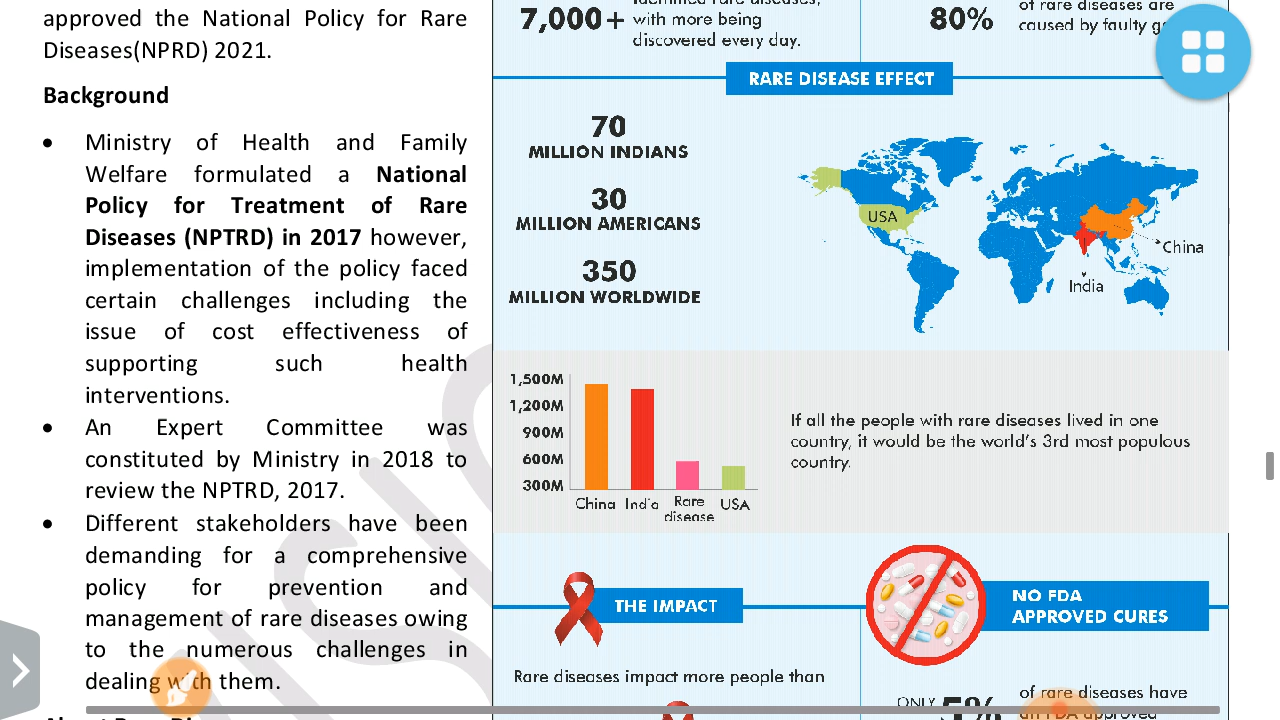 approved the National Policy for Rare
Diseases(NPRD) 2021.
Background
• Ministry of Health and Family
Welfare formulated a National
Policy for Treatment of Rare
Diseases (NPTRD) in 2017 however,
implementation of the policy faced
certain challenges including the
issue of cost effectiveness of
supporting such health
interventions.
• An Expert Committee was
constituted by Ministry in 2018 to
review the NPTRD, 2017.
• Different stakeholders have been
demanding for a comprehensive
policy for prevention and
management of rare diseases owing
to the numerous challenges in
dealing with them.
7,000+
identified rare diseases,
with more being
discovered every day.
80%
of rare diseases are
caused by faulty
RARE DISEASE EFFECT
70
MILLION INDIANS
30
MILLION AMERICANS
350
MILLION WORLDWIDE
USA
China
India
1,500M
1,200M
900M
600M
300M
China India Rare disease USA
If all the people with rare diseases lived in one
country, it would be the world's 3rd most populous
country.
THE IMPACT
NO FDA
APPROVED CURES
Rare diseases impact more people than
ONLY 5%
of rare diseases have
an FDA approved